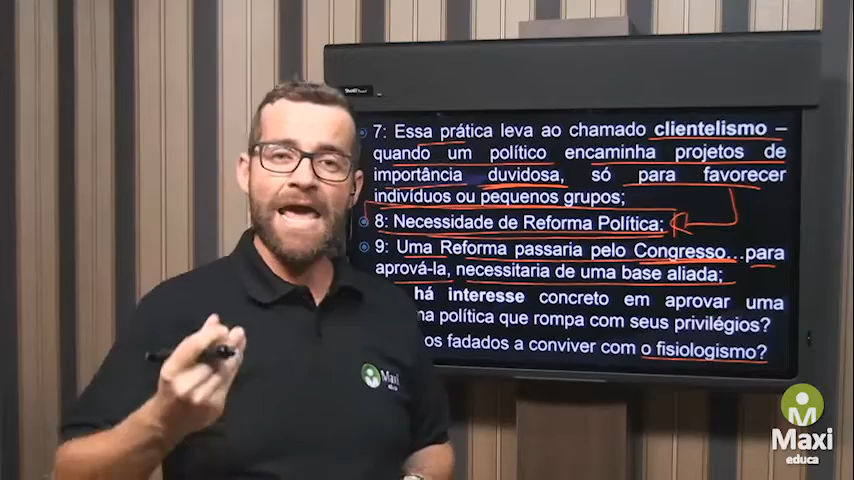 7: Essa prática leva ao chamado clientelismo –
quando um político encaminha projetos de
importância duvidosa, só para favorecer
indivíduos ou pequenos grupos;
8: Necessidade de Reforma Política;
9: Uma Reforma passaria pelo Congresso...para
aprová-la, necessitaria de uma base aliada;
há interesse concreto em aprovar uma
política que rompa com seus privilégios?
fadados a conviver com o fisiologismo?
Maxi
educa
Maxi
educa